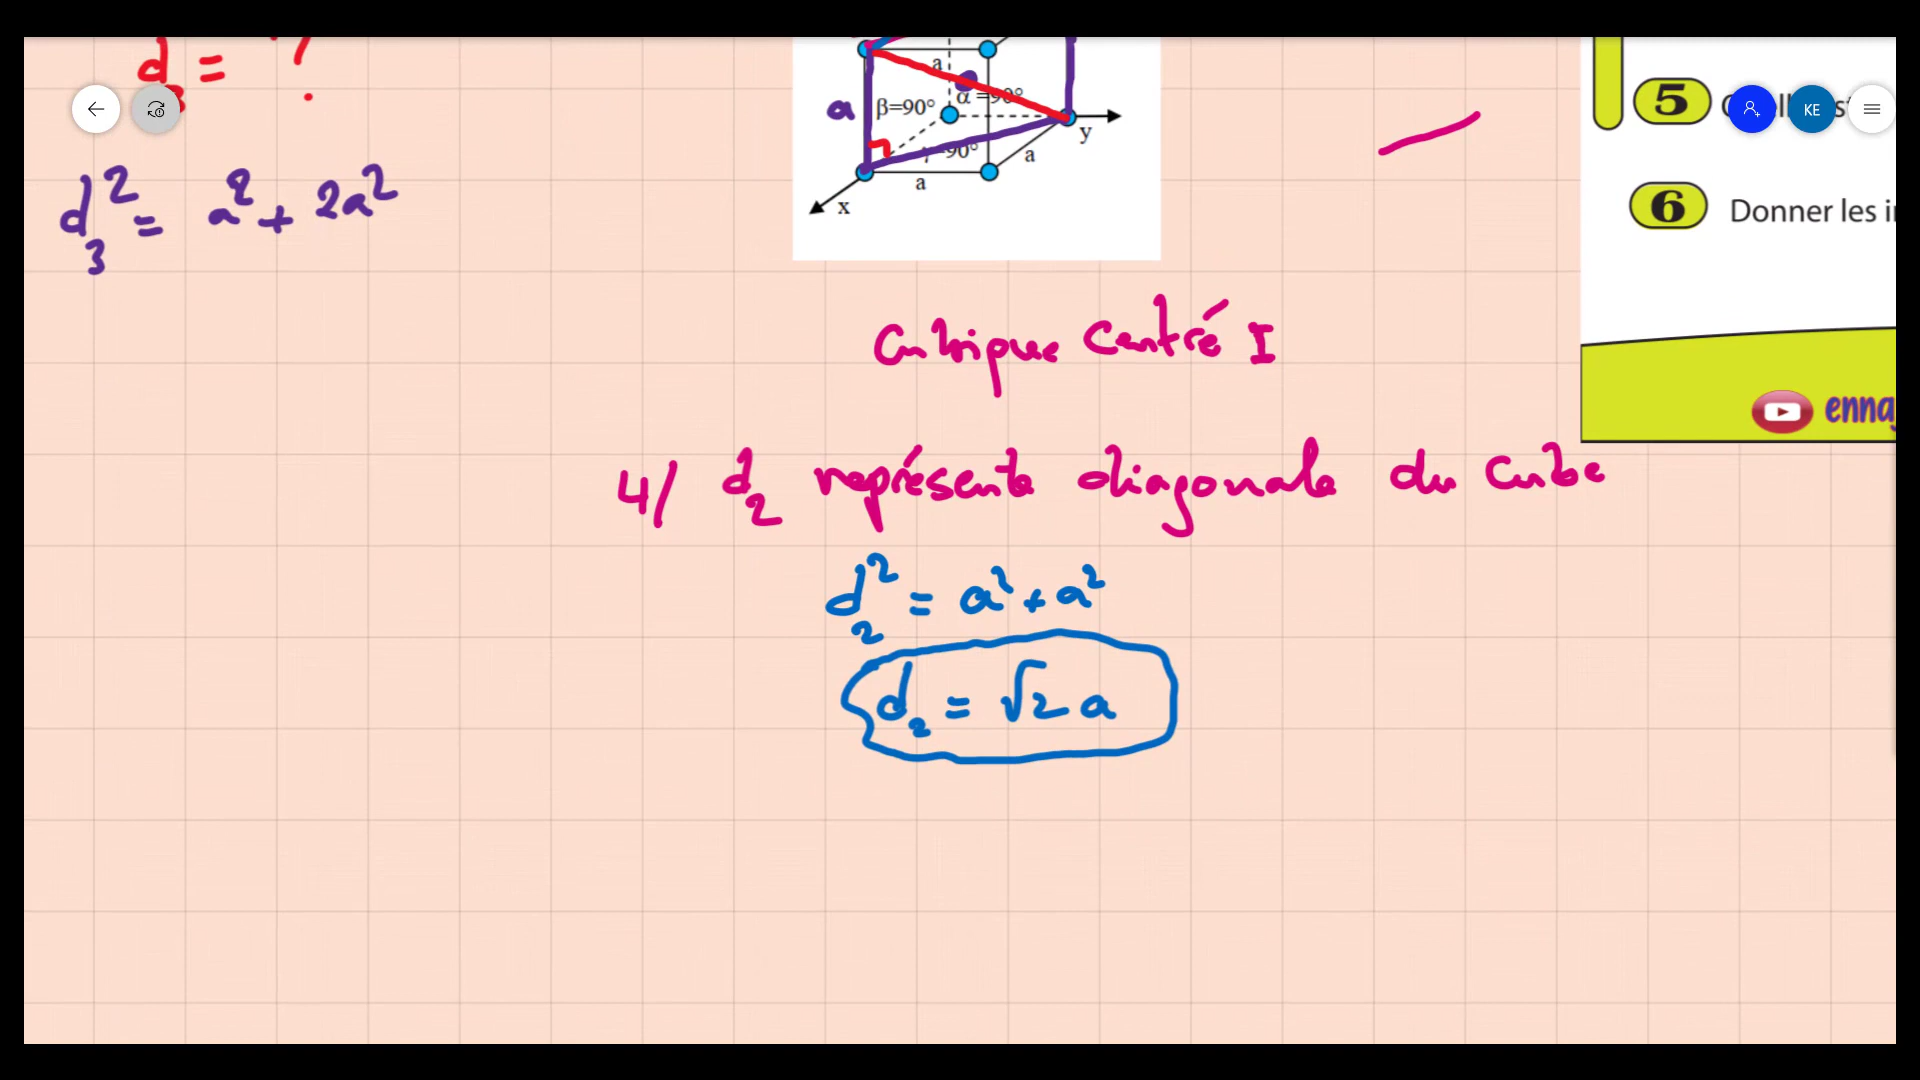 d3 = ?
d3² = a² + 2a²
a
a
β=90°
α=90°
γ=90°
y
a
a
x
Cubique Centré I
4/ d2 représente diagonale du Cube
d2² = a² + a²
d2 = √2 a
5
6 Donner les
KE